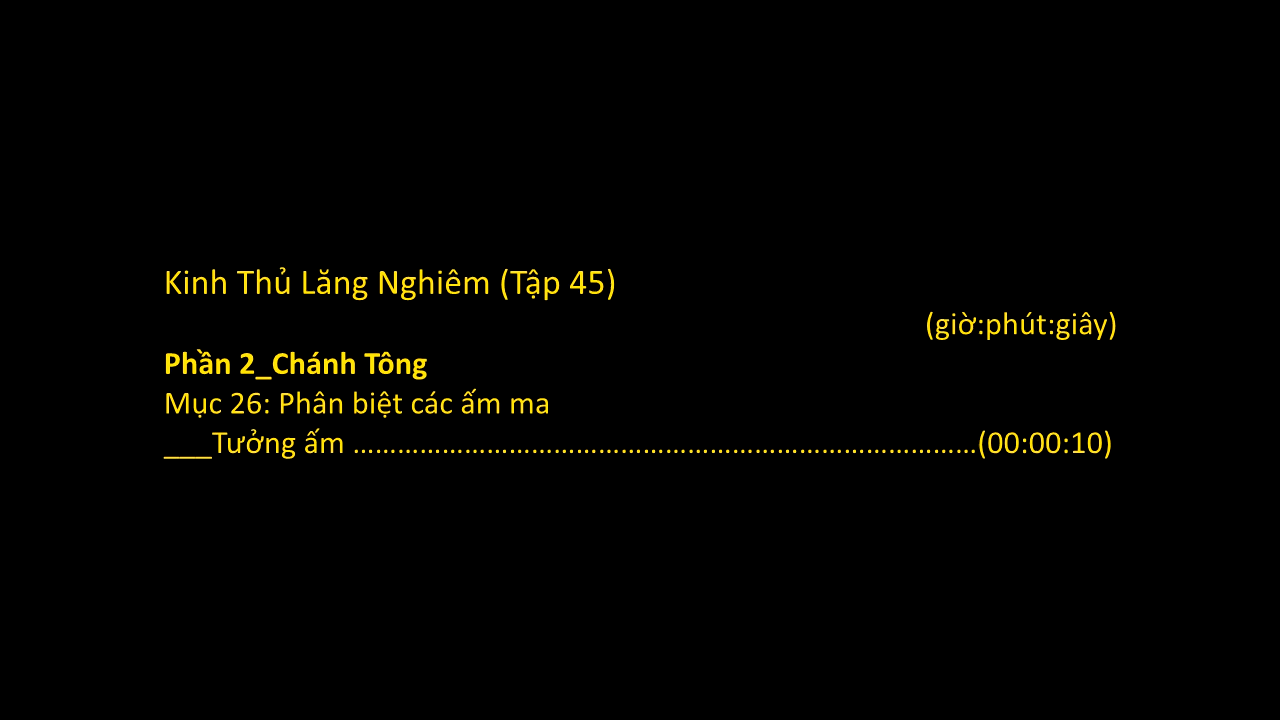 Kinh Thủ Lăng Nghiêm (Tập 45)
(giờ:phút:giây)
Phần 2_Chánh Tông
Mục 26: Phân biệt các ấm ma
___Tưởng ấm ………………………………………………………………………….(00:00:10)